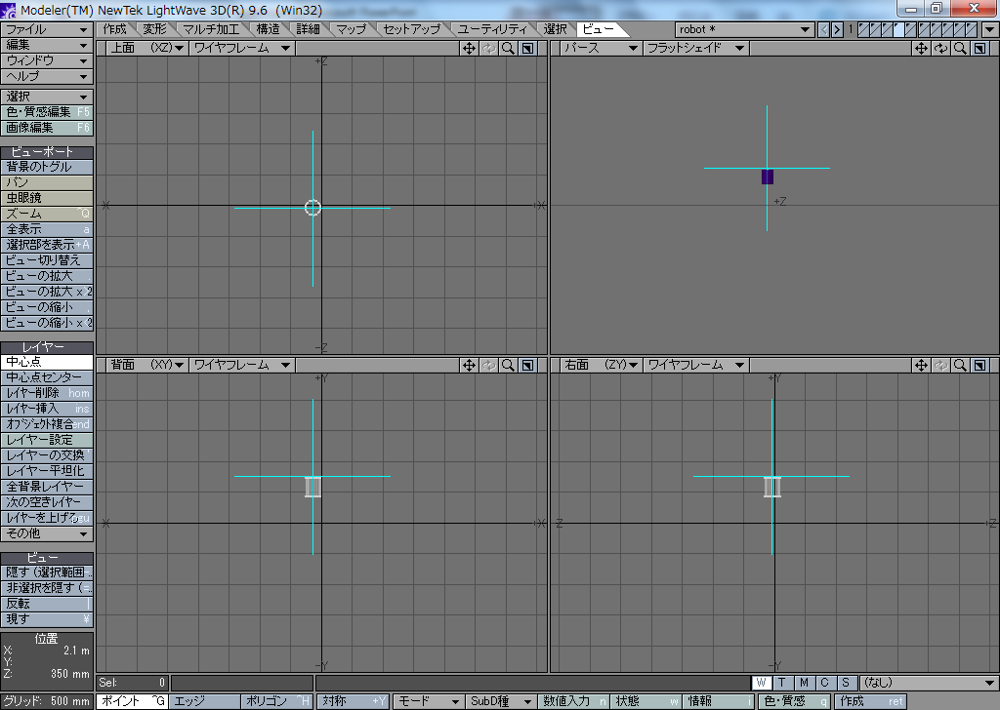 Modeler(TM) NewTek LightWave 3D(R) 9.6 (Win32)
ファイル 作成 変形 マルチ加工 構造 詳細 マップ セットアップ ユーティリティ 選択 ビュー robot * < > 1
編集 上面 (XZ) ワイヤフレーム パース フラットシェイド
ウィンドウ
ヘルプ
選択
色・質感編集 F5
画像編集 F6
ビューポート
背景のトグル
パン
虫眼鏡
ズーム ^Q
全表示 a
選択部を表示 +A
ビュー切り替え
ビューの拡大 .
ビューの拡大 x 2
ビューの縮小 ,
ビューの縮小 x 2
+Z
X
+X
-Z
+Z
レイヤー
中心点
中心点センター
レイヤー削除 hom
レイヤー挿入 ins
オブジェクト複合 end
レイヤー設定
レイヤーの交換 '
レイヤー平坦化
全背景レイヤー
次の空きレイヤー
レイヤーを上げる pgu
その他
背面 (XY) ワイヤフレーム 右面 (ZY) ワイヤフレーム
+Y
X
+X
-Y
+Y
Z
+Z
-Y
ビュー
隠す (選択範囲 -
非選択を隠す (=
反転 |
現す ¥
位置
X: 2.1 m
Y:
Z: 350 mm
グリッド: 500 mm
Sel: 0 W T M C S (なし)
ポイント ^G エッジ ポリゴン ^H 対称 +Y モード SubD種 数値入力 n 状態 w 情報 i 色・質感 q 作成 ret